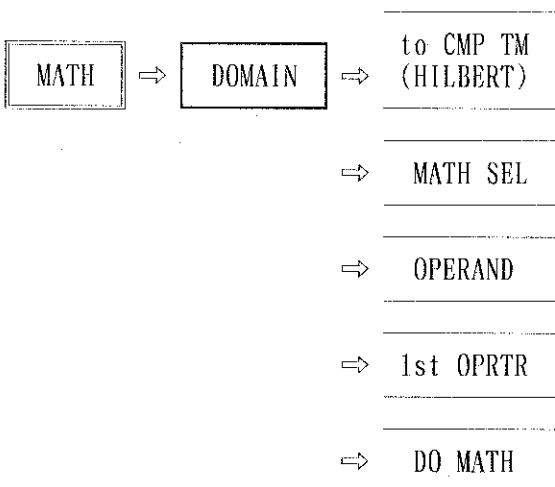 MATH ⇨ DOMAIN ⇨ to CMP TM
(HILBERT)
⇨ MATH SEL
⇨ OPERAND
⇨ 1st OPRTR
⇨ DO MATH